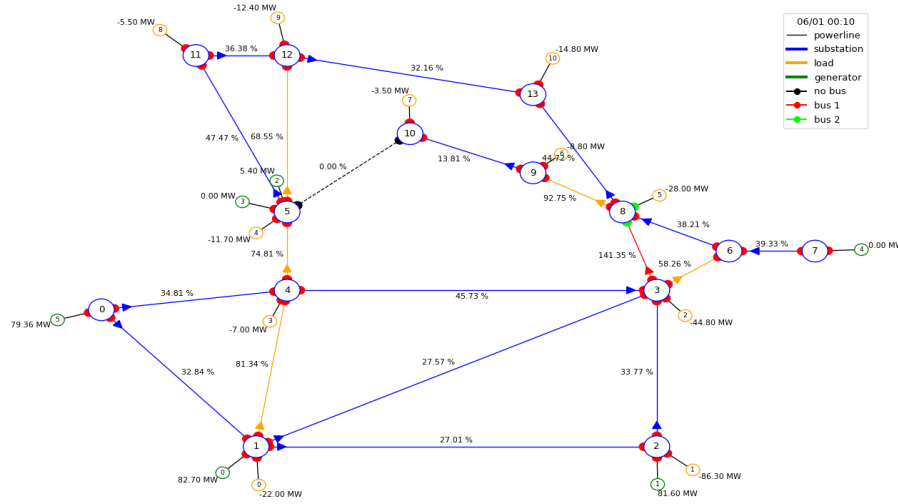 06/01 00:10
powerline
substation
load
generator
no bus
bus 1
bus 2
-12.40 MW
9
-5.50 MW
8
11
36.38 %
12
32.16 %
-14.80 MW
10
13
-3.50 MW
7
10
47.47 %
68.55 %
0.00 %
13.81 %
9
-8.80 MW
44.72 %
92.75 %
5.40 MW
2
0.00 MW
3
5
-11.70 MW
4
-28.00 MW
5
8
38.21 %
6
39.33 %
7
4
0.00 MW
74.81 %
141.35 %
58.26 %
0
34.81 %
4
45.73 %
3
79.36 MW
5
-7.00 MW
3
2
-44.80 MW
32.84 %
81.34 %
27.57 %
33.77 %
1
27.01 %
2
82.70 MW
0
0
-22.00 MW
1
-86.30 MW
1
81.60 MW